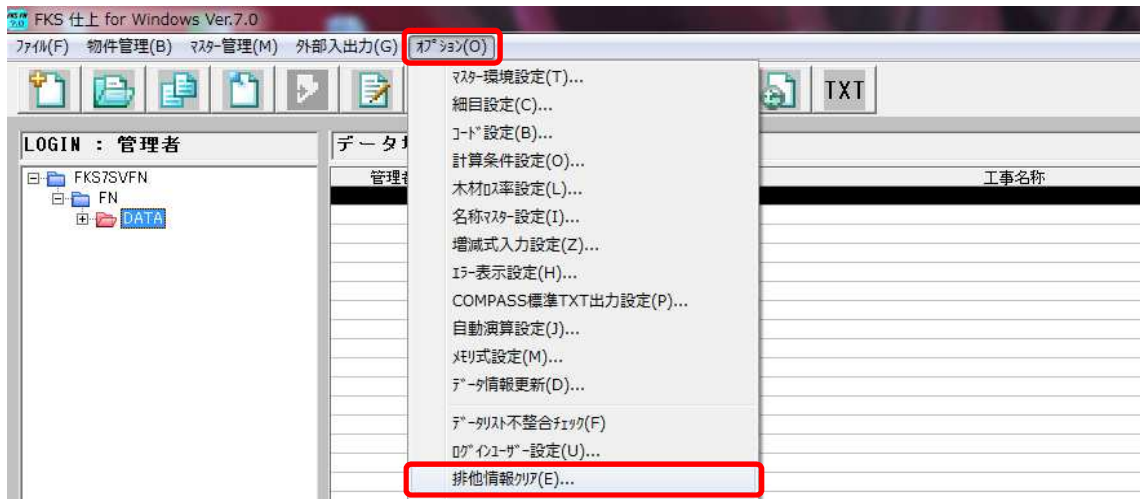 FKS 仕上 for Windows Ver.7.0
ﾌｧｲﾙ(F) 物件管理(B) ﾏｽﾀｰ管理(M) 外部入出力(G) ｵﾌﾟｼｮﾝ(O)
TXT
LOGIN : 管理者
データ
管理者
工事名称
FKS7SVFN
FN
DATA
ﾏｽﾀｰ環境設定(T)...
細目設定(C)...
ｺｰﾄﾞ設定(B)...
計算条件設定(O)...
木材ﾛｽ率設定(L)...
名称ﾏｽﾀｰ設定(I)...
増減式入力設定(Z)...
ｴﾗｰ表示設定(H)...
COMPASS標準TXT出力設定(P)...
自動演算設定(J)...
ﾒﾓﾘ式設定(M)...
ﾃﾞｰﾀ情報更新(D)...
ﾃﾞｰﾀﾘｽﾄ不整合ﾁｪｯｸ(F)
ﾛｸﾞｲﾝﾕｰｻﾞｰ設定(U)...
排他情報ｸﾘｱ(E)...